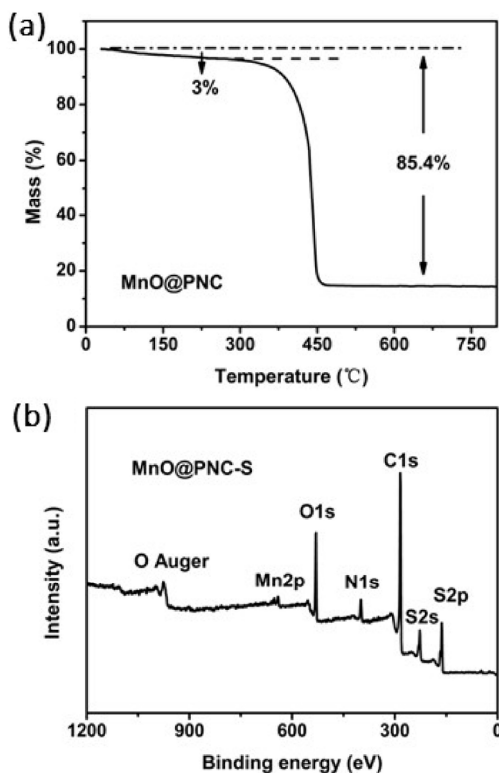 (a)
100
80
60
40
20
0
Mass (%)
3%
85.4%
MnO@PNC
0 150 300 450 600 750
Temperature (℃)
(b)
MnO@PNC-S
C1s
O1s
O Auger
Mn2p
N1s
S2p
S2s
Intensity (a.u.)
1200 900 600 300 0
Binding energy (eV)